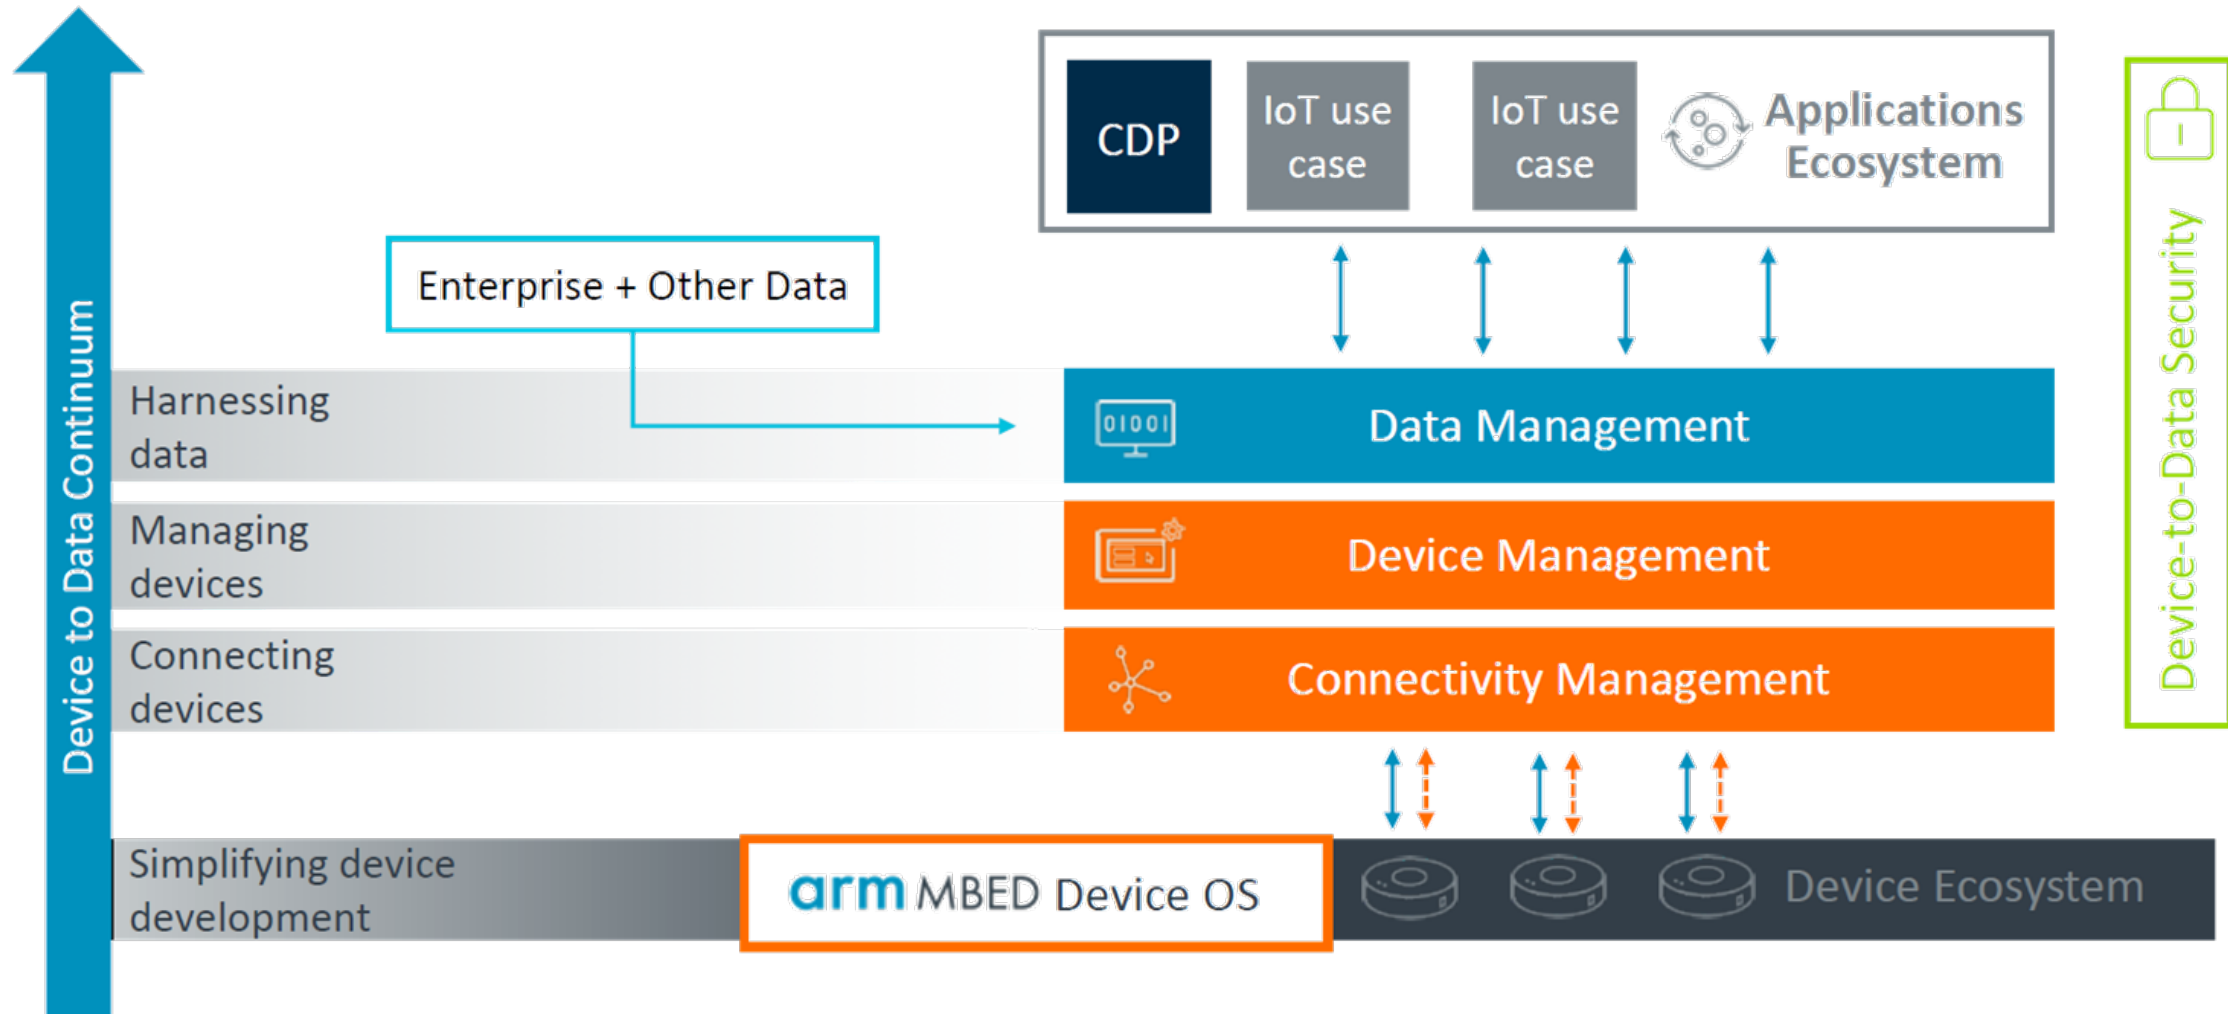 CDP
IoT use
case
IoT use
case
Applications
Ecosystem
Enterprise + Other Data
Device to Data Continuum
Device-to-Data Security
Harnessing
data
01001
Data Management
Managing
devices
Device Management
Connecting
devices
Connectivity Management
Simplifying device
development
arm MBED Device OS
Device Ecosystem